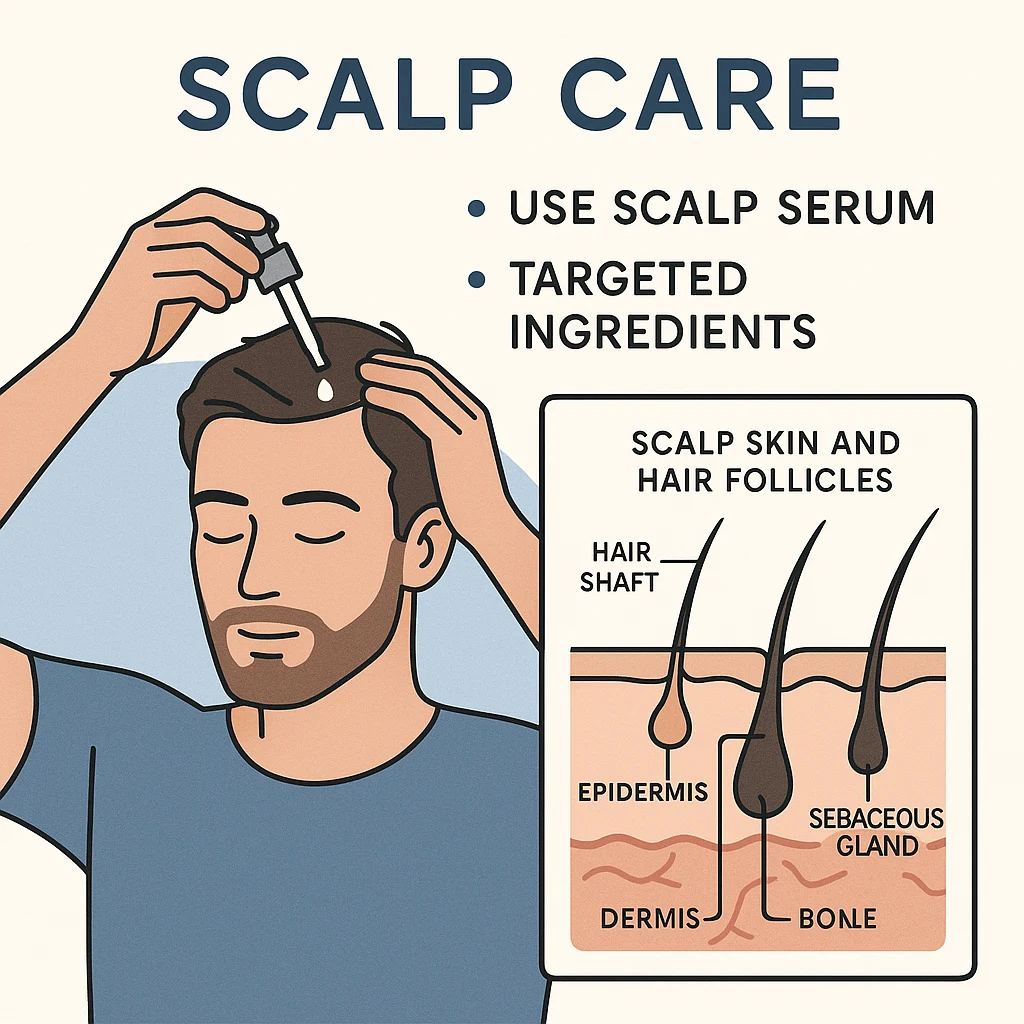 SCALP CARE
• USE SCALP SERUM
• TARGETED
INGREDIENTS
SCALP SKIN AND
HAIR FOLLICLES
HAIR
SHAFT
EPIDERMIS
SEBACEOUS
GLAND
DERMIS
BONLE